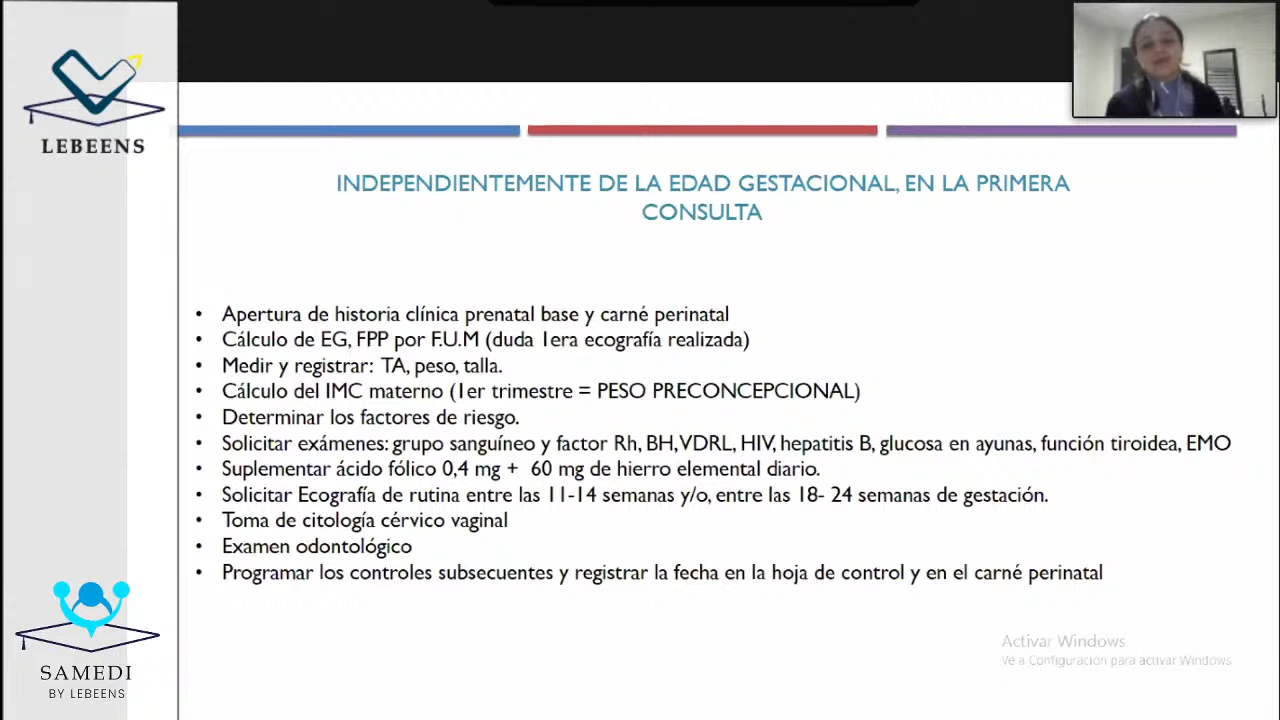 LEBEENS
INDEPENDIENTEMENTE DE LA EDAD GESTACIONAL, EN LA PRIMERA
CONSULTA
• Apertura de historia clínica prenatal base y carné perinatal
• Cálculo de EG, FPP por F.U.M (duda 1era ecografía realizada)
• Medir y registrar: TA, peso, talla.
• Cálculo del IMC materno (1er trimestre = PESO PRECONCEPCIONAL)
• Determinar los factores de riesgo.
• Solicitar exámenes: grupo sanguíneo y factor Rh, BH, VDRL, HIV, hepatitis B, glucosa en ayunas, función tiroidea, EMO
• Suplementar ácido fólico 0,4 mg + 60 mg de hierro elemental diario.
• Solicitar Ecografía de rutina entre las 11-14 semanas y/o, entre las 18- 24 semanas de gestación.
• Toma de citología cérvico vaginal
• Examen odontológico
• Programar los controles subsecuentes y registrar la fecha en la hoja de control y en el carné perinatal
Activar Windows
Ve a Configuración para activar Windows
SAMEDI
BY LEBEENS